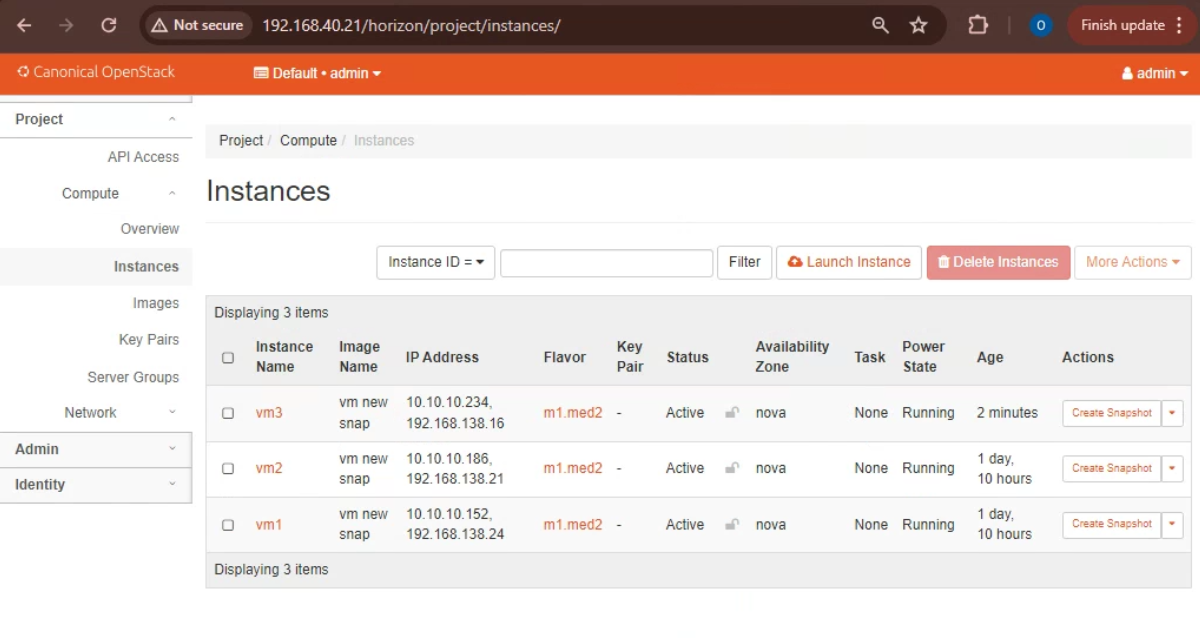 Not secure 192.168.40.21/horizon/project/instances/ O Finish update
Canonical OpenStack Default • admin admin
Project
API Access
Compute
Overview
Instances
Images
Key Pairs
Server Groups
Network
Admin
Identity
Project / Compute / Instances
Instances
Instance ID = Filter Launch Instance Delete Instances More Actions
Displaying 3 items
Instance Name Image Name IP Address Flavor Key Pair Status Availability Zone Task Power State Age Actions
vm3 vm new snap 10.10.10.234, 192.168.138.16 m1.med2 - Active nova None Running 2 minutes Create Snapshot
vm2 vm new snap 10.10.10.186, 192.168.138.21 m1.med2 - Active nova None Running 1 day, 10 hours Create Snapshot
vm1 vm new snap 10.10.10.152, 192.168.138.24 m1.med2 - Active nova None Running 1 day, 10 hours Create Snapshot
Displaying 3 items